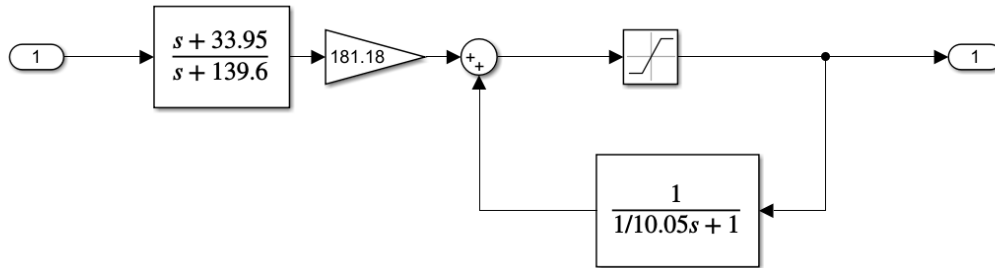 1
s + 33.95
s + 139.6
181.18
+
+
1
1
1/10.05s + 1